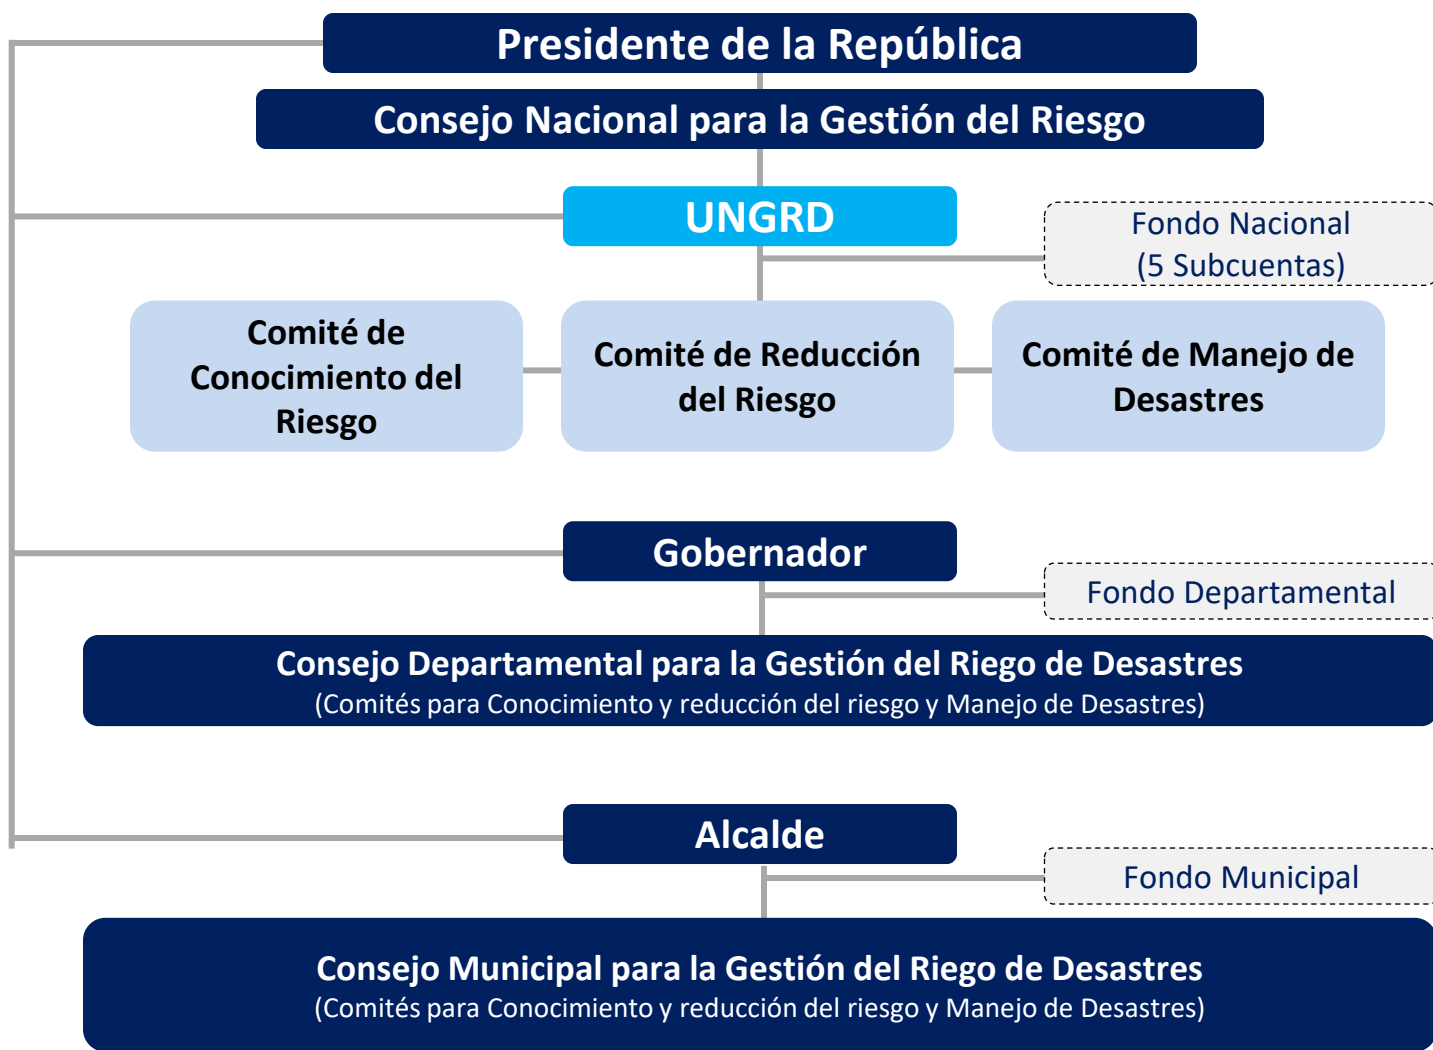 Presidente de la República
Consejo Nacional para la Gestión del Riesgo
UNGRD
Fondo Nacional
(5 Subcuentas)
Comité de
Conocimiento del
Riesgo
Comité de Reducción
del Riesgo
Comité de Manejo de
Desastres
Gobernador
Fondo Departamental
Consejo Departamental para la Gestión del Riego de Desastres
(Comités para Conocimiento y reducción del riesgo y Manejo de Desastres)
Alcalde
Fondo Municipal
Consejo Municipal para la Gestión del Riego de Desastres
(Comités para Conocimiento y reducción del riesgo y Manejo de Desastres)